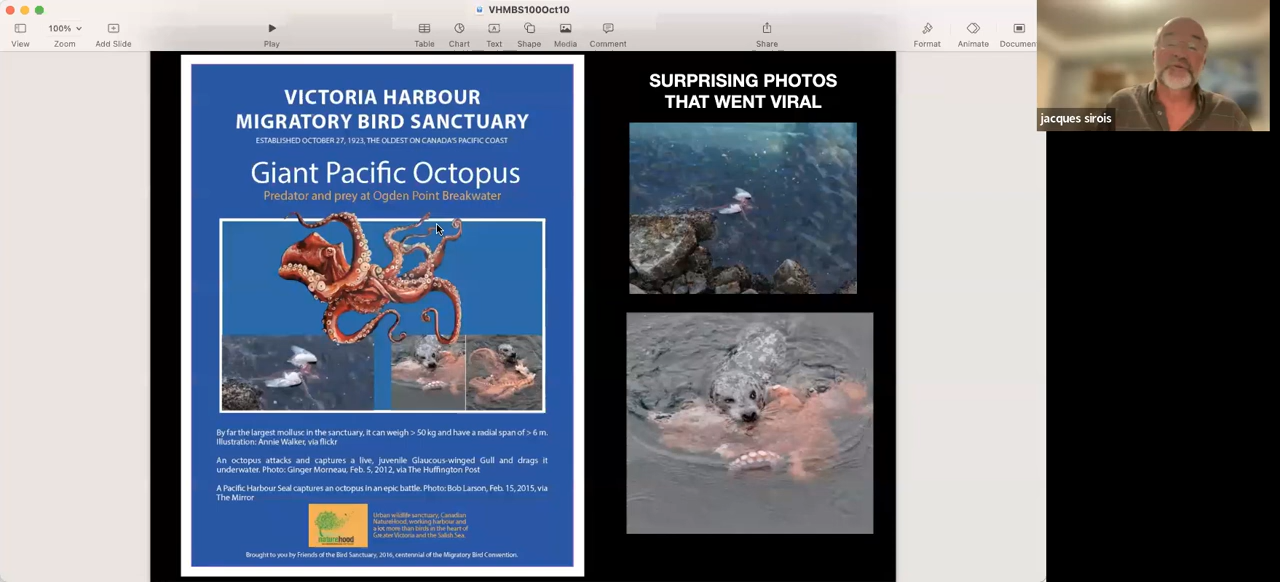 VHMBS100Oct10
100%
View
Zoom
Add Slide
Play
Table
Chart
Text
Shape
Media
Comment
Share
Format
Animate
Documen
jacques sirois
VICTORIA HARBOUR
MIGRATORY BIRD SANCTUARY
ESTABLISHED OCTOBER 27, 1923, THE OLDEST ON CANADA'S PACIFIC COAST
Giant Pacific Octopus
Predator and prey at Ogden Point Breakwater
By far the largest mollusc in the sanctuary, it can weigh > 50 kg and have a radial span of > 6 m.
Illustration: Annie Walker, via flickr
An octopus attacks and captures a live, juvenile Glaucous-winged Gull and drags it
underwater. Photo: Ginger Morneau, Feb. 5, 2012, via The Huffington Post
A Pacific Harbour Seal captures an octopus in an epic battle. Photo: Bob Larson, Feb. 15, 2015, via
The Mirror
naturehood
Urban wildlife sanctuary, Canadian
NatureHood, working harbour and
a lot more than birds in the heart of
Greater Victoria and the Salish Sea.
Brought to you by Friends of the Bird Sanctuary, 2016, centennial of the Migratory Bird Convention.
SURPRISING PHOTOS
THAT WENT VIRAL